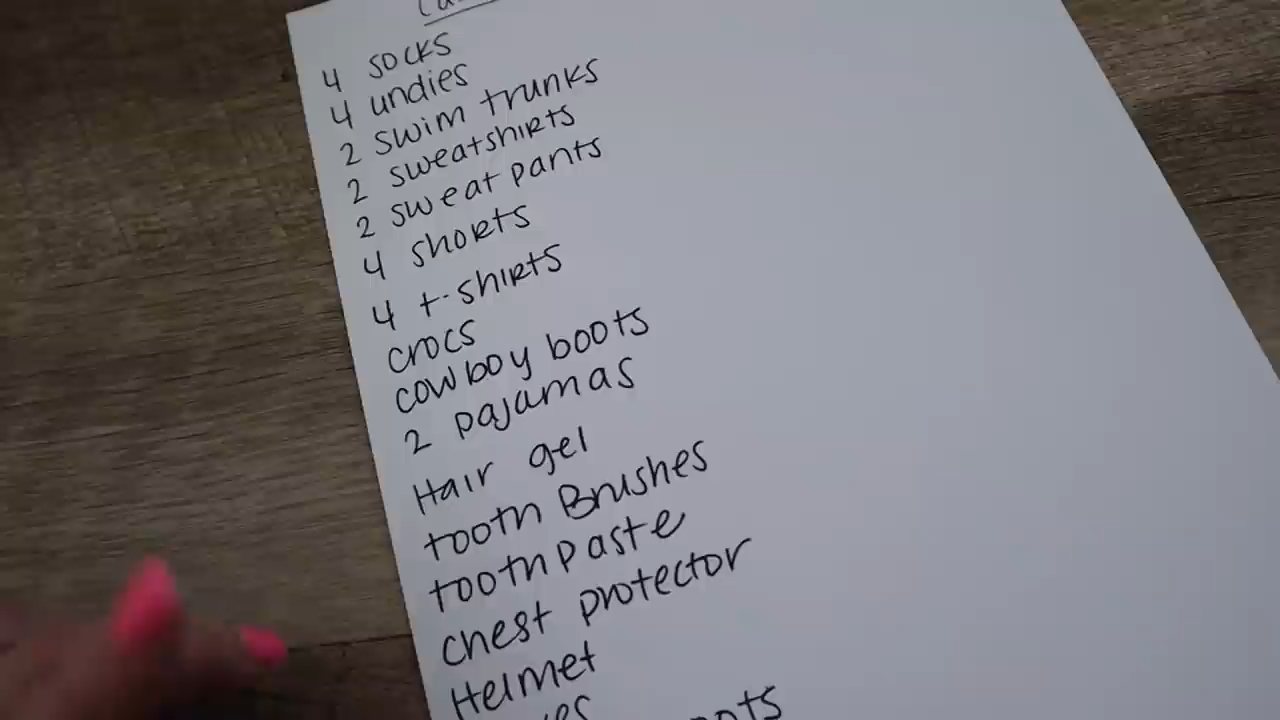 4 socks
4 undies
2 swim trunks
2 sweatshirts
2 sweat pants
4 shorts
4 t-shirts
crocs
cowboy boots
2 pajamas
Hair gel
tooth Brushes
toothpaste
chest protector
Helmet